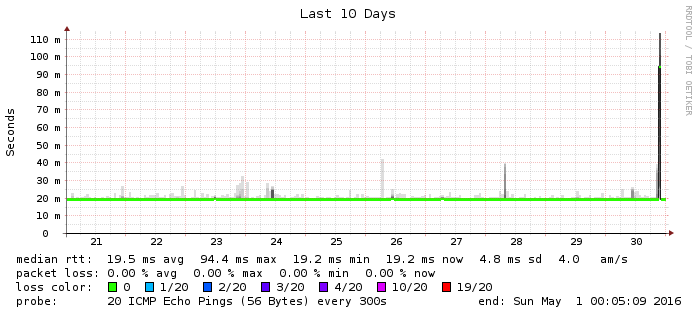 Last 10 Days
RRDTOOL / TOBI OETIKER
Seconds
110 m
100 m
90 m
80 m
70 m
60 m
50 m
40 m
30 m
20 m
10 m
0
21 22 23 24 25 26 27 28 29 30
median rtt: 19.5 ms avg 94.4 ms max 19.2 ms min 19.2 ms now 4.8 ms sd 4.0 am/s
packet loss: 0.00 % avg 0.00 % max 0.00 % min 0.00 % now
loss color: 0 1/20 2/20 3/20 4/20 10/20 19/20
probe: 20 ICMP Echo Pings (56 Bytes) every 300s end: Sun May 1 00:05:09 2016